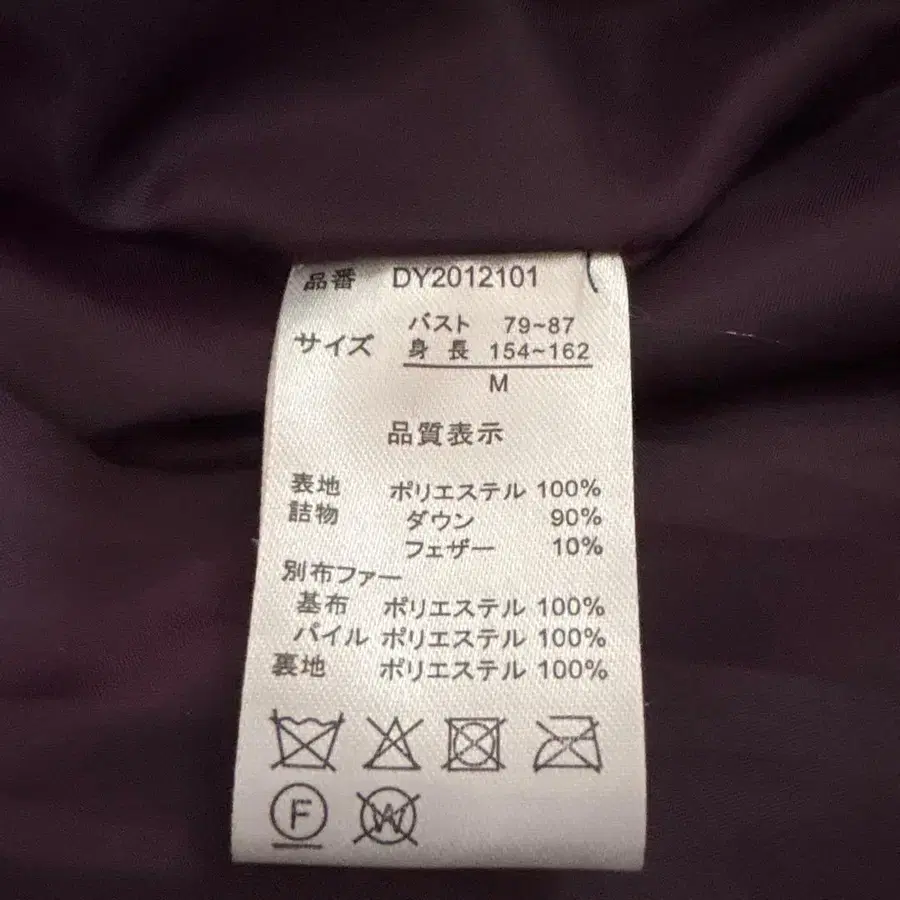 品番 DY2012101
サイズ バスト 79~87
身長 154~162
M
品質表示
表地 ポリエステル 100%
詰物 ダウン 90%
フェザー 10%
別布ファー
基布 ポリエステル 100%
パイル ポリエステル 100%
裏地 ポリエステル 100%
F W